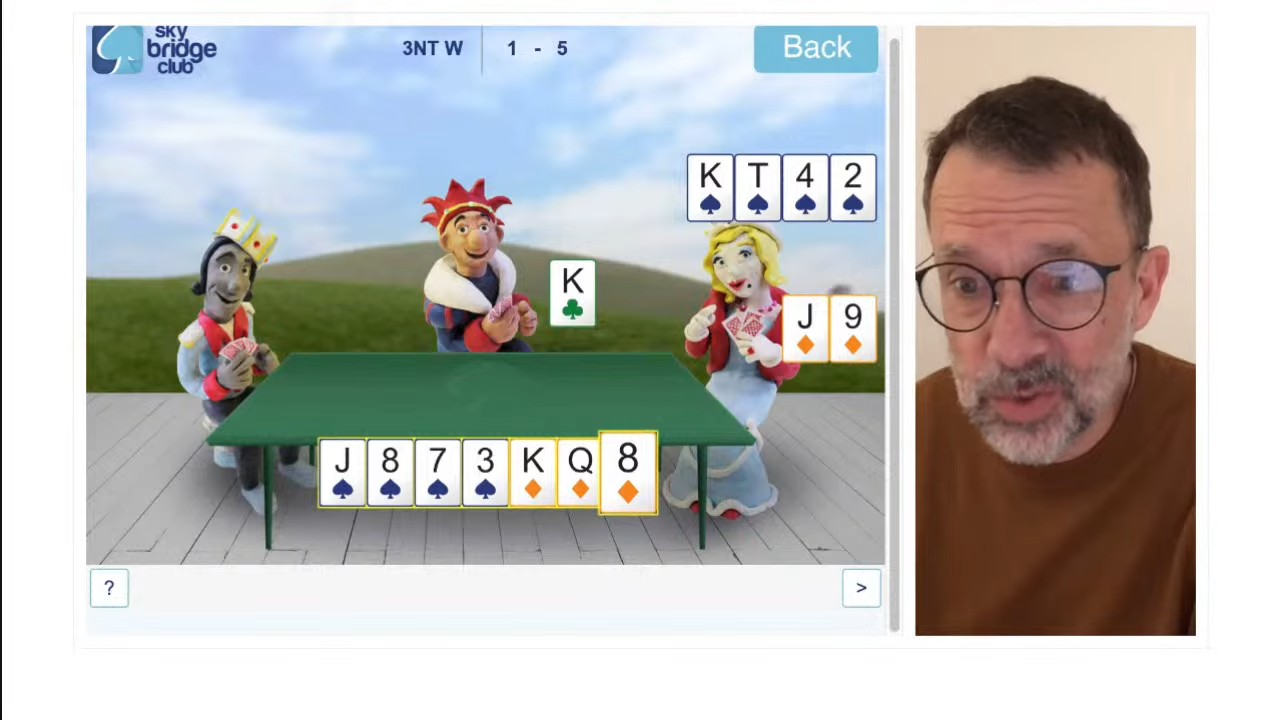 sky
bridge
club
3NT W 1 - 5
Back
K♠ T♠ 4♠ 2♠
K♣
J♦ 9♦
J♠ 8♠ 7♠ 3♠ K♦ Q♦ 8♦
? >